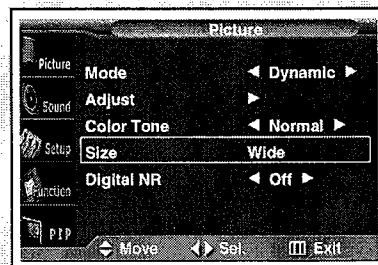 Picture
Picture
Sound
Setup
Function
PIP
Mode Dynamic
Adjust
Color Tone Normal
Size Wide
Digital NR Off
Move Sel. Exit